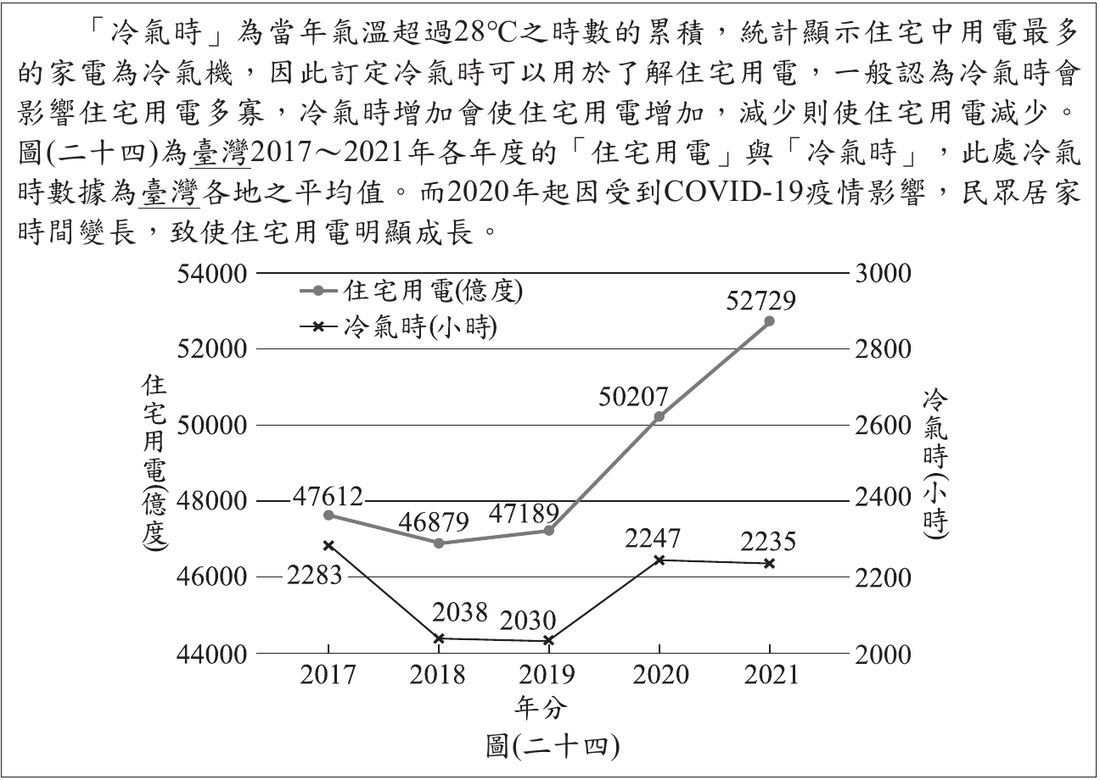 「冷氣時」為當年氣溫超過28℃之時數的累積，統計顯示住宅中用電最多
的家電為冷氣機，因此訂定冷氣時可以用於了解住宅用電，一般認為冷氣時會
影響住宅用電多寡，冷氣時增加會使住宅用電增加，減少則使住宅用電減少。
圖(二十四)為臺灣2017～2021年各年度的「住宅用電」與「冷氣時」，此處冷氣
時數據為臺灣各地之平均值。而2020年起因受到COVID-19疫情影響，民眾居家
時間變長，致使住宅用電明顯成長。
住宅用電(億度)
冷氣時(小時)
54000
52000
50000
48000
46000
44000
住宅用電(億度)
3000
2800
2600
2400
2200
2000
冷氣時(小時)
47612
46879
47189
50207
52729
2283
2038
2030
2247
2235
2017
2018
2019
2020
2021
年分
圖(二十四)